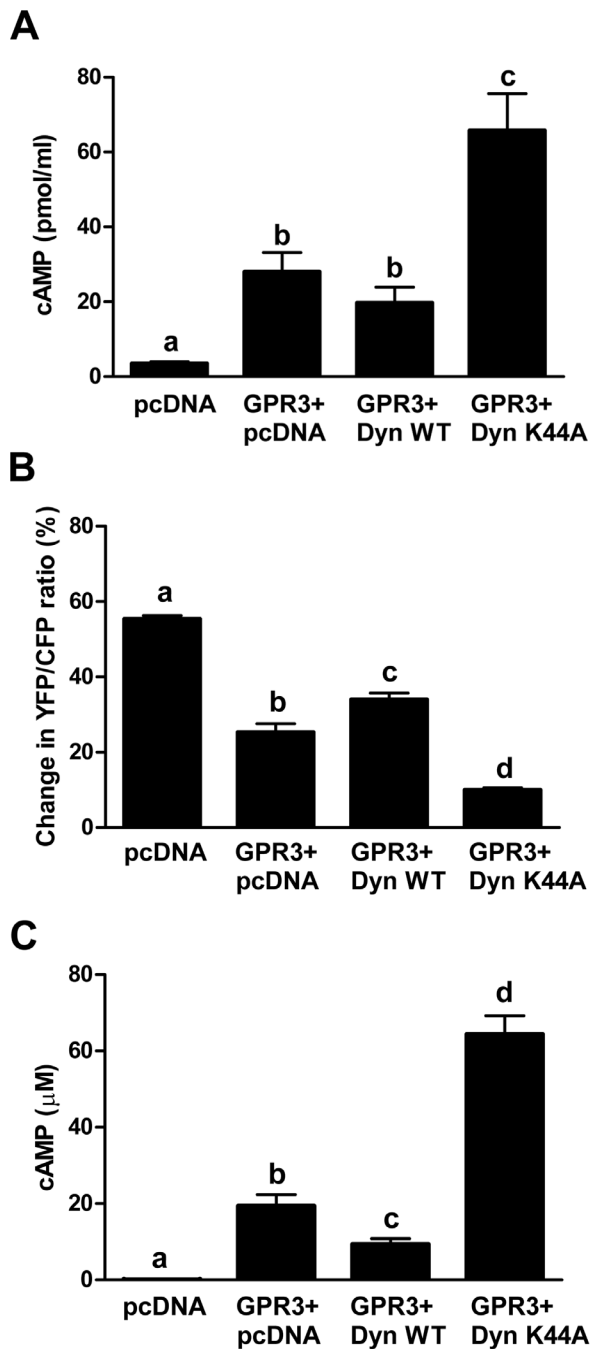 A
cAMP (pmol/ml)
80
60
40
20
0
a
b
b
c
pcDNA
GPR3+
pcDNA
GPR3+
Dyn WT
GPR3+
Dyn K44A
B
Change in YFP/CFP ratio (%)
80
60
40
20
0
a
b
c
d
pcDNA
GPR3+
pcDNA
GPR3+
Dyn WT
GPR3+
Dyn K44A
C
cAMP (μM)
80
60
40
20
0
a
b
c
d
pcDNA
GPR3+
pcDNA
GPR3+
Dyn WT
GPR3+
Dyn K44A